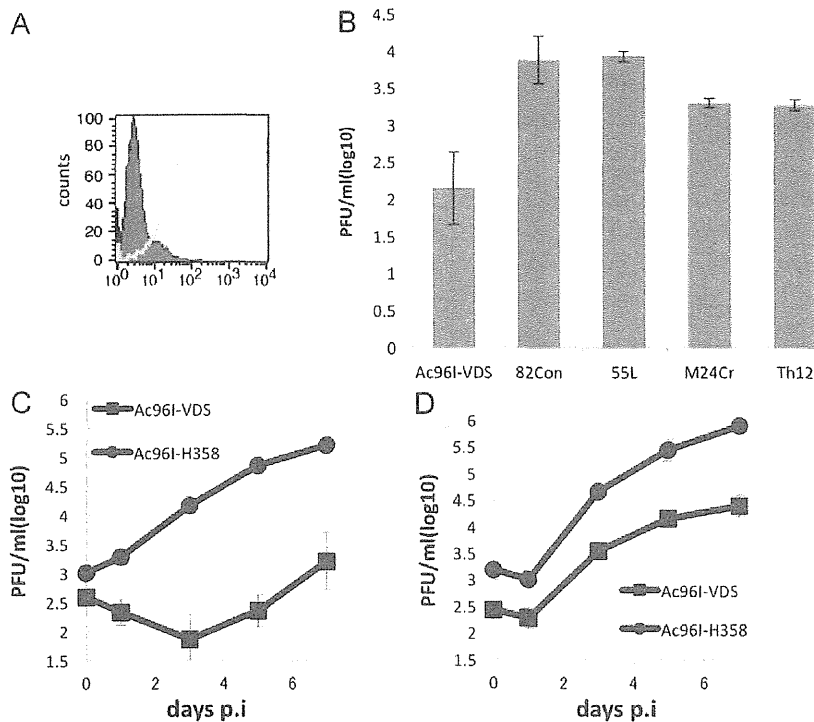 A
100
80
60
40
20
0
counts
10^0 10^1 10^2 10^3 10^4
B
4.5
4
3.5
3
2.5
2
1.5
1
0.5
0
PFU/ml(log10)
Ac96I-VDS 82Con 55L M24Cr Th12
C
6
5.5
5
4.5
4
3.5
3
2.5
2
1.5
PFU/ml(log10)
Ac96I-VDS
Ac96I-H358
0 2 4 6
days p.i
D
6
5.5
5
4.5
4
3.5
3
2.5
2
1.5
PFU/ml(log10)
Ac96I-VDS
Ac96I-H358
0 2 4 6
days p.i